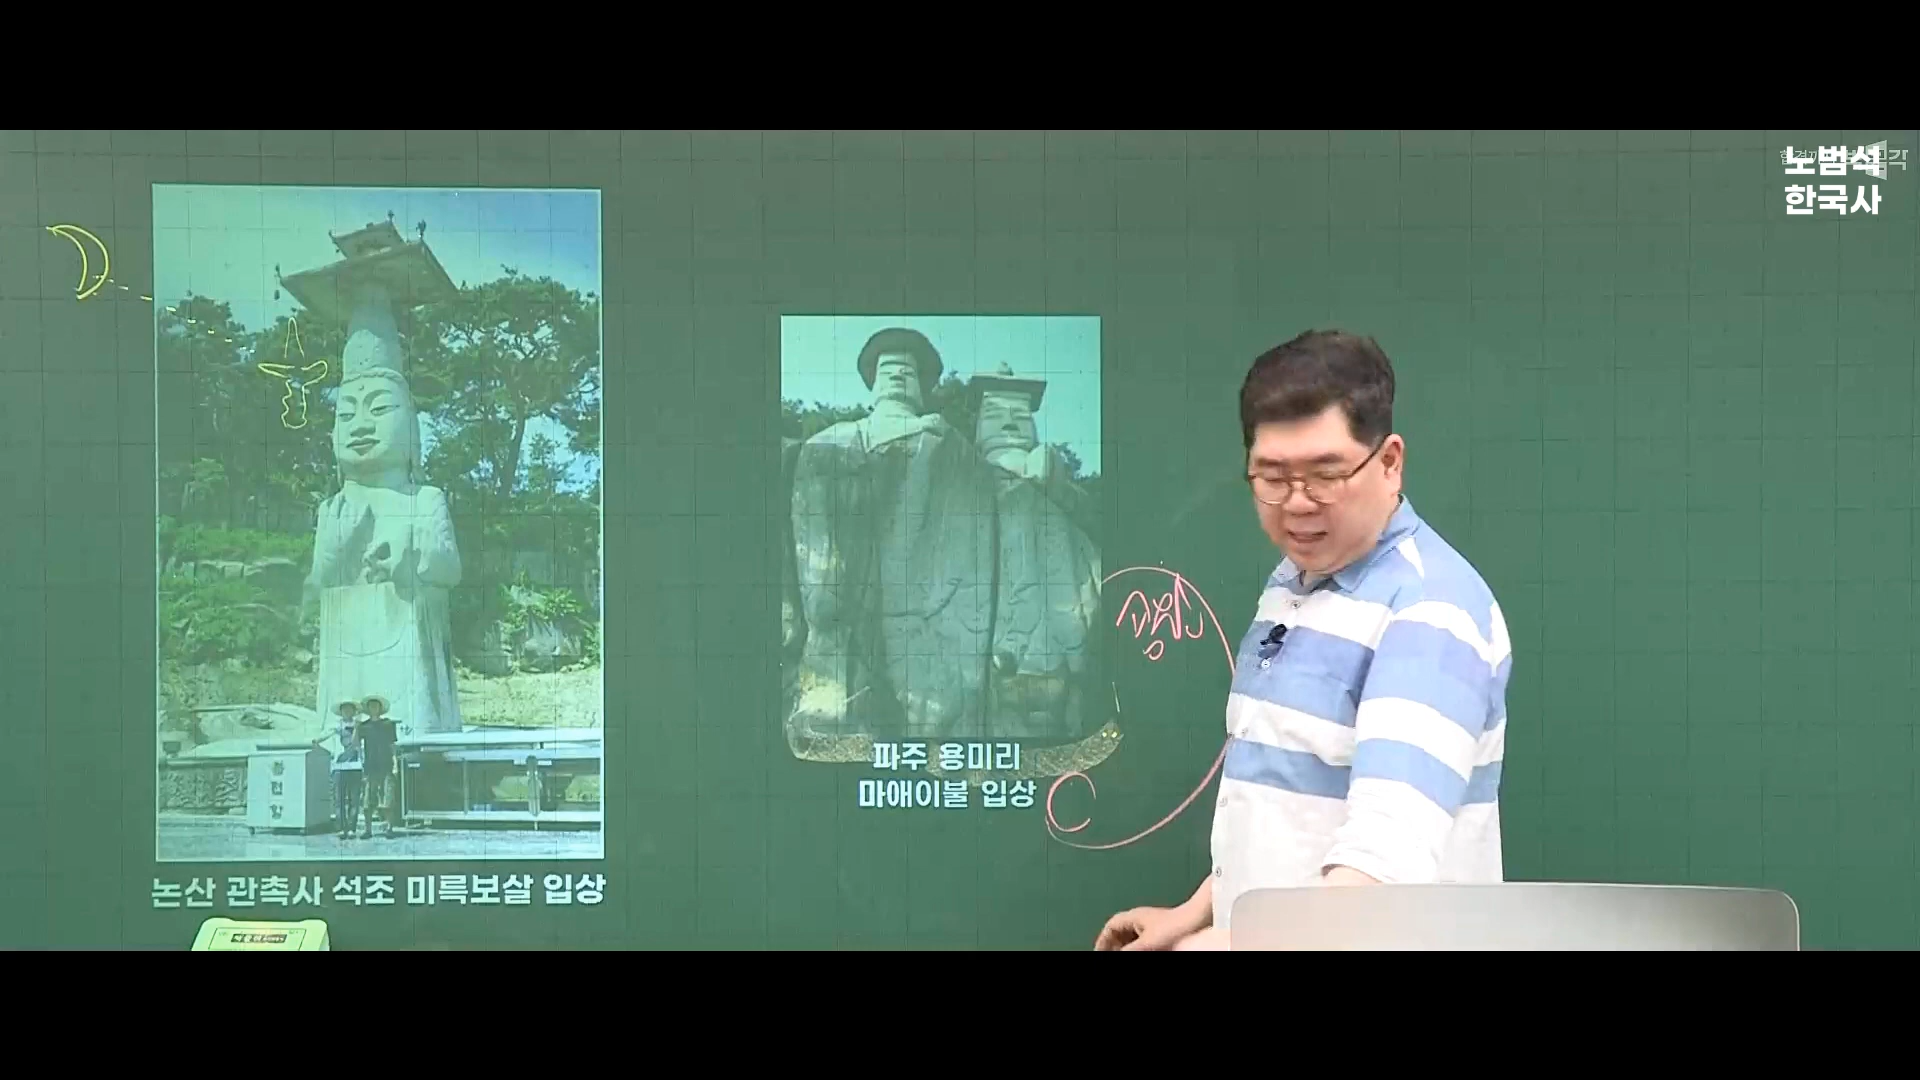 노범석
한국사
논산 관촉사 석조 미륵보살 입상
파주 용미리
마애이불 입상